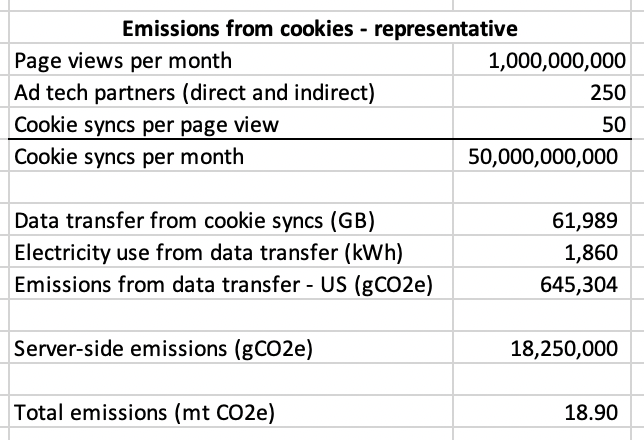 Emissions from cookies - representative
Page views per month 1,000,000,000
Ad tech partners (direct and indirect) 250
Cookie syncs per page view 50
Cookie syncs per month 50,000,000,000
Data transfer from cookie syncs (GB) 61,989
Electricity use from data transfer (kWh) 1,860
Emissions from data transfer - US (gCO2e) 645,304
Server-side emissions (gCO2e) 18,250,000
Total emissions (mt CO2e) 18.90